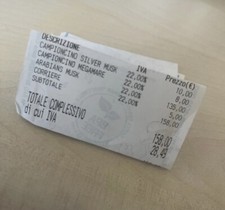 DESCRIZIONE IVA Prezzo(€)
CAMPIONCINO SILVER MUSK 22,00% 10,00
CAMPIONCINO MEGAMARE 22,00% 8,00
ARABIANS MUSK 22,00% 135,00
CORRIERE 22,00% 5,00
SUBTOTALE 158,00
TOTALE COMPLESSIVO 158,00
di cui IVA 28,49